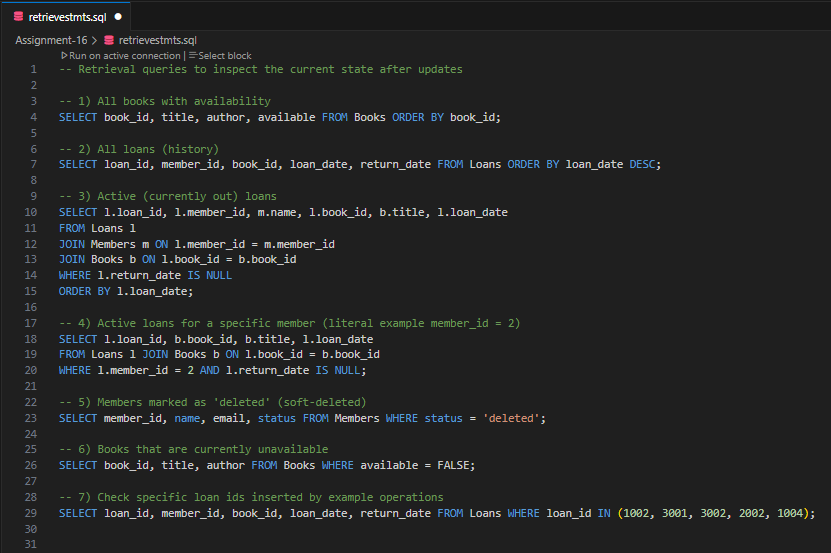 retrievestmts.sql
Assignment-16 > retrievestmts.sql
Run on active connection | Select block
1 -- Retrieval queries to inspect the current state after updates
2
3 -- 1) All books with availability
4 SELECT book_id, title, author, available FROM Books ORDER BY book_id;
5
6 -- 2) All loans (history)
7 SELECT loan_id, member_id, book_id, loan_date, return_date FROM Loans ORDER BY loan_date DESC;
8
9 -- 3) Active (currently out) loans
10 SELECT l.loan_id, l.member_id, m.name, l.book_id, b.title, l.loan_date
11 FROM Loans l
12 JOIN Members m ON l.member_id = m.member_id
13 JOIN Books b ON l.book_id = b.book_id
14 WHERE l.return_date IS NULL
15 ORDER BY l.loan_date;
16
17 -- 4) Active loans for a specific member (literal example member_id = 2)
18 SELECT l.loan_id, b.book_id, b.title, l.loan_date
19 FROM Loans l JOIN Books b ON l.book_id = b.book_id
20 WHERE l.member_id = 2 AND l.return_date IS NULL;
21
22 -- 5) Members marked as 'deleted' (soft-deleted)
23 SELECT member_id, name, email, status FROM Members WHERE status = 'deleted';
24
25 -- 6) Books that are currently unavailable
26 SELECT book_id, title, author FROM Books WHERE available = FALSE;
27
28 -- 7) Check specific loan ids inserted by example operations
29 SELECT loan_id, member_id, book_id, loan_date, return_date FROM Loans WHERE loan_id IN (1002, 3001, 3002, 2002, 1004);
30
31